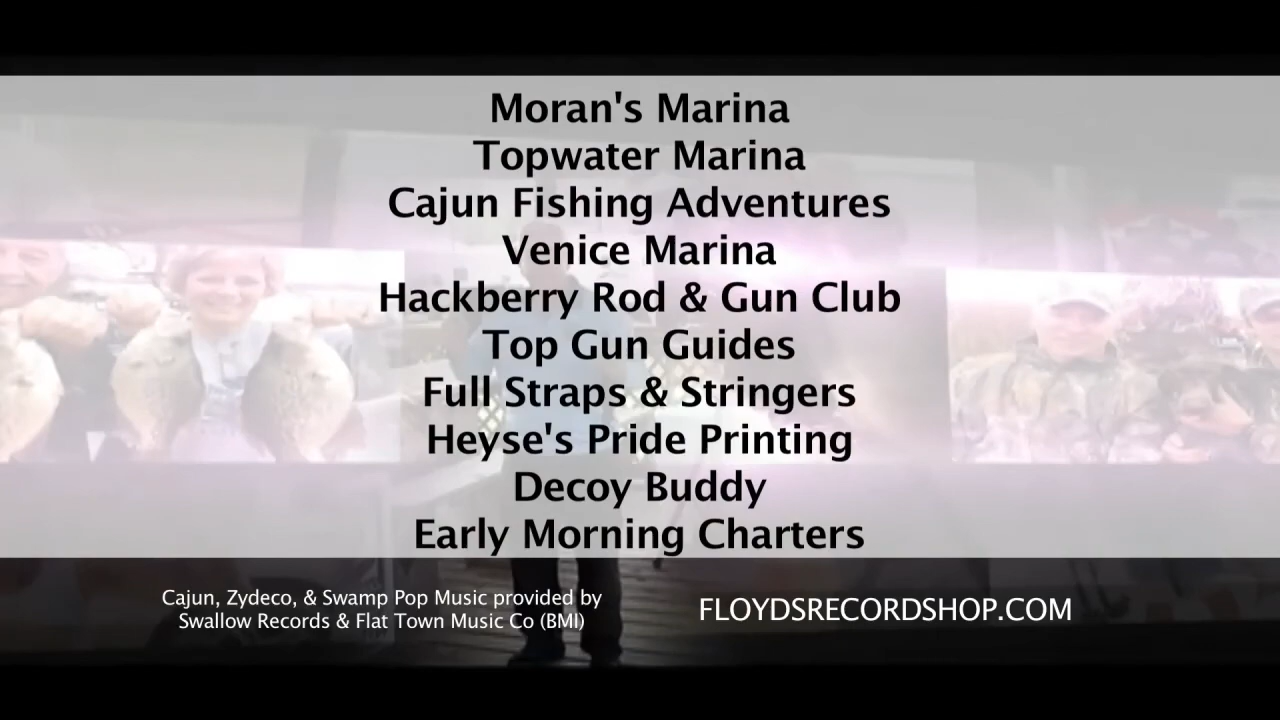 Moran's Marina
Topwater Marina
Cajun Fishing Adventures
Venice Marina
Hackberry Rod & Gun Club
Top Gun Guides
Full Straps & Stringers
Heyse's Pride Printing
Decoy Buddy
Early Morning Charters
Cajun, Zydeco, & Swamp Pop Music provided by
Swallow Records & Flat Town Music Co (BMI)
FLOYDSRECORDSHOP.COM